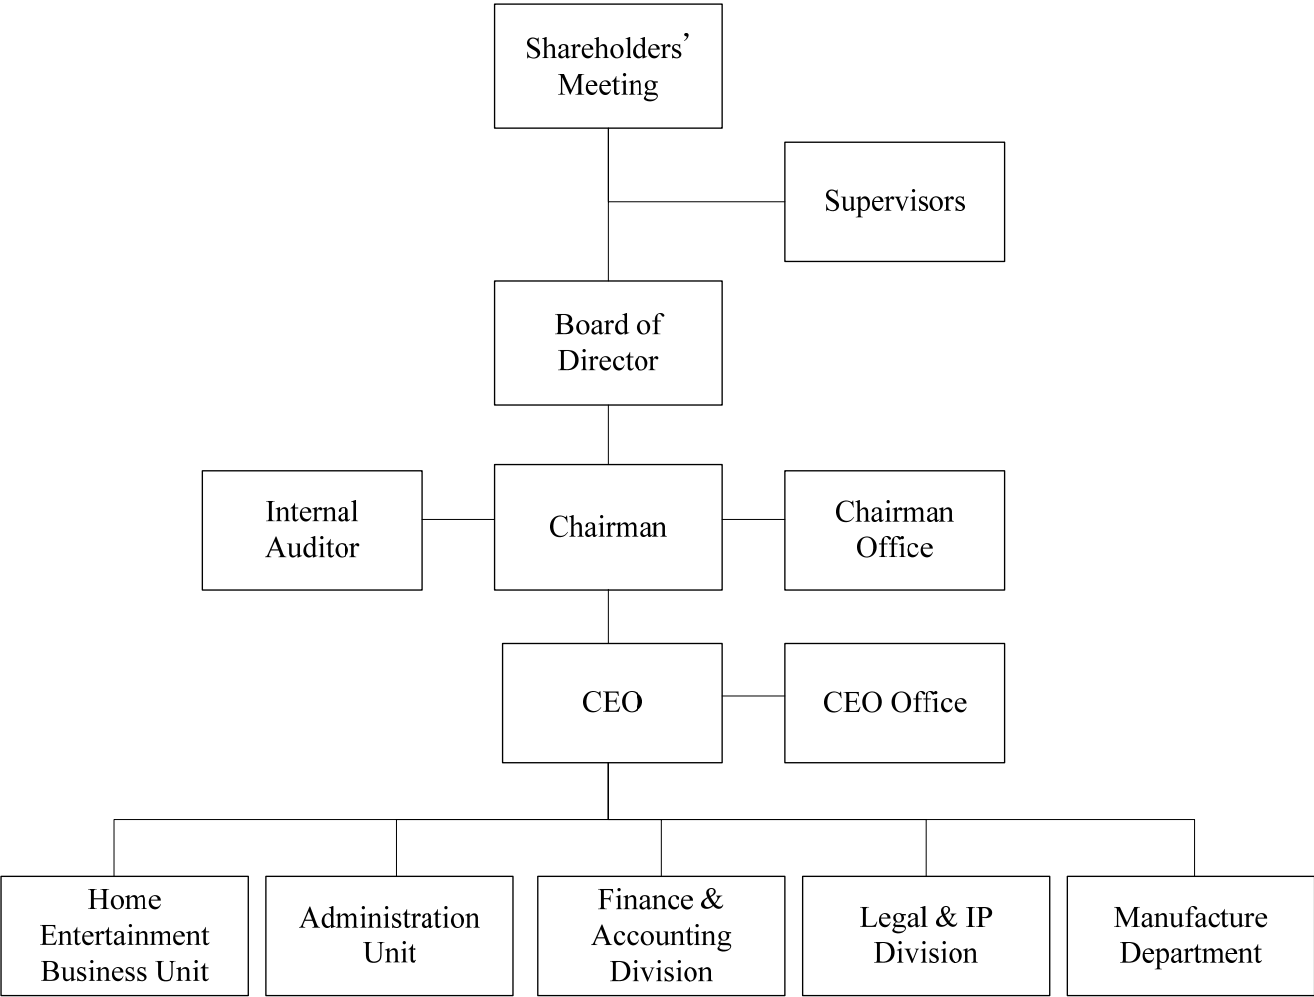 Shareholders’
Meeting
Supervisors
Board of
Director
Internal
Auditor
Chairman
Chairman
Office
CEO
CEO Office
Home
Entertainment
Business Unit
Administration
Unit
Finance &
Accounting
Division
Legal & IP
Division
Manufacture
Department